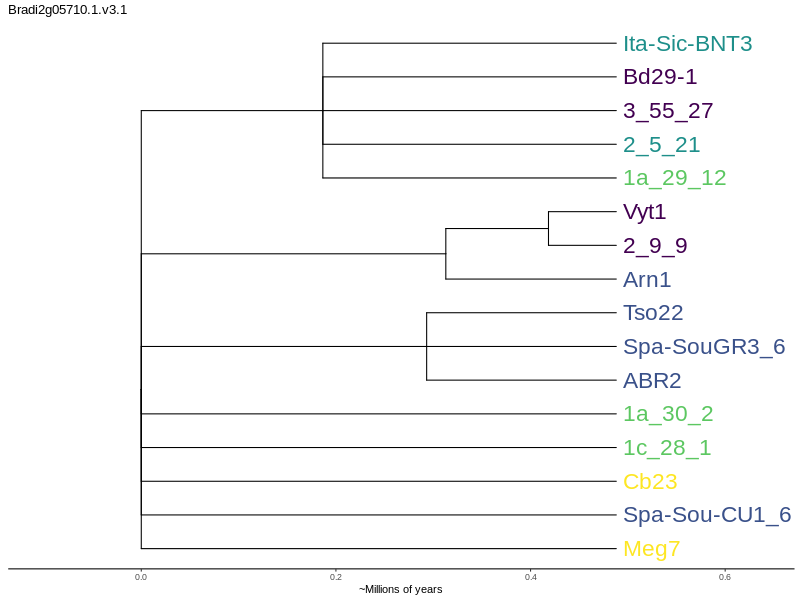 Bradi2g05710.1.v3.1
Ita-Sic-BNT3
Bd29-1
3_55_27
2_5_21
1a_29_12
Vyt1
2_9_9
Arn1
Tso22
Spa-SouGR3_6
ABR2
1a_30_2
1c_28_1
Cb23
Spa-Sou-CU1_6
Meg7
0.0 0.2 0.4 0.6
~Millions of years